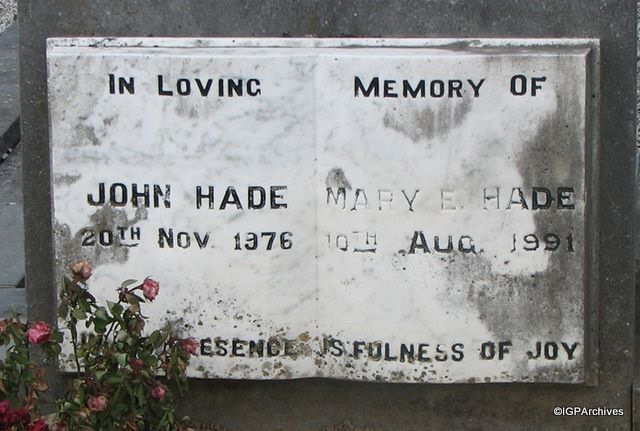 IN LOVING MEMORY OF
JOHN HADE
20TH NOV 1976
MARY E. HADE
10TH AUG. 1991
IS FULNESS OF JOY
©IGPArchives